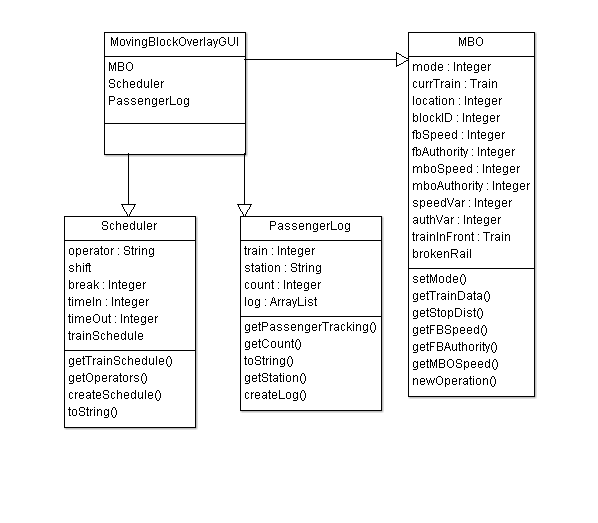 MovingBlockOverlayGUI
MBO
Scheduler
PassengerLog
MBO
mode : Integer
currTrain : Train
location : Integer
blockID : Integer
fbSpeed : Integer
fbAuthority : Integer
mboSpeed : Integer
mboAuthority : Integer
speedVar : Integer
authVar : Integer
trainInFront : Train
brokenRail
setMode()
getTrainData()
getStopDist()
getFBSpeed()
getFBAuthority()
getMBOSpeed()
newOperation()
Scheduler
operator : String
shift
break : Integer
timeIn : Integer
timeOut : Integer
trainSchedule
getTrainSchedule()
getOperators()
createSchedule()
toString()
PassengerLog
train : Integer
station : String
count : Integer
log : ArrayList
getPassengerTracking()
getCount()
toString()
getStation()
createLog()